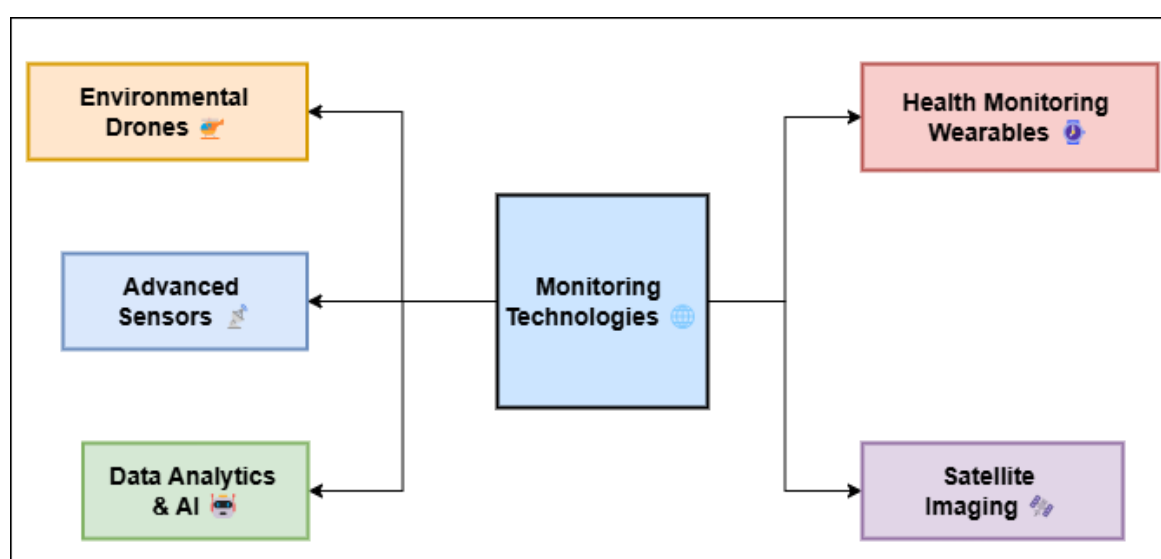 Environmental
Drones 🚁
Advanced
Sensors 📡
Data Analytics
& AI 🤖
Monitoring
Technologies 🌐
Health Monitoring
Wearables ⌚
Satellite
Imaging 🛰️